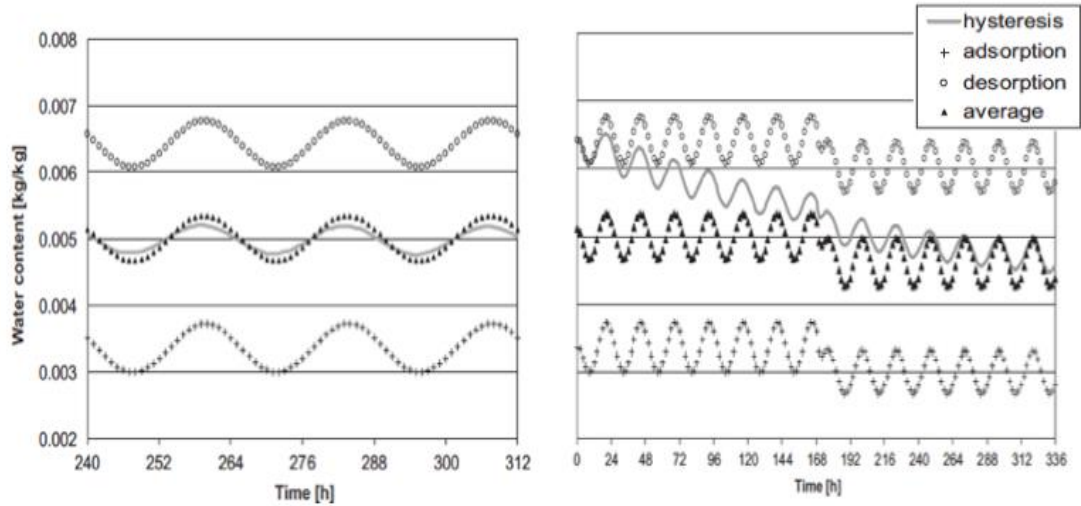 hysteresis
adsorption
desorption
average
Water content [kg/kg]
0.008
0.007
0.006
0.005
0.004
0.003
0.002
240 252 264 276 288 300 312
Time [h]
0 24 48 72 96 120 144 168 192 216 240 264 288 312 336
Time [h]